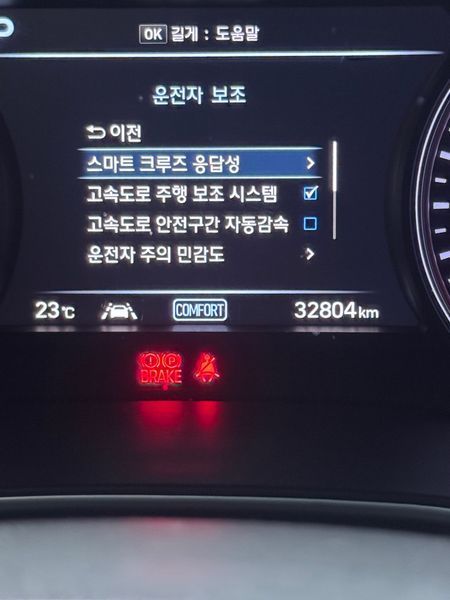 OK 길게 : 도움말
운전자 보조
이전
스마트 크루즈 응답성
고속도로 주행 보조 시스템
고속도로 안전구간 자동감속
운전자 주의 민감도
23℃ COMFORT 32804 km
P
BRAKE